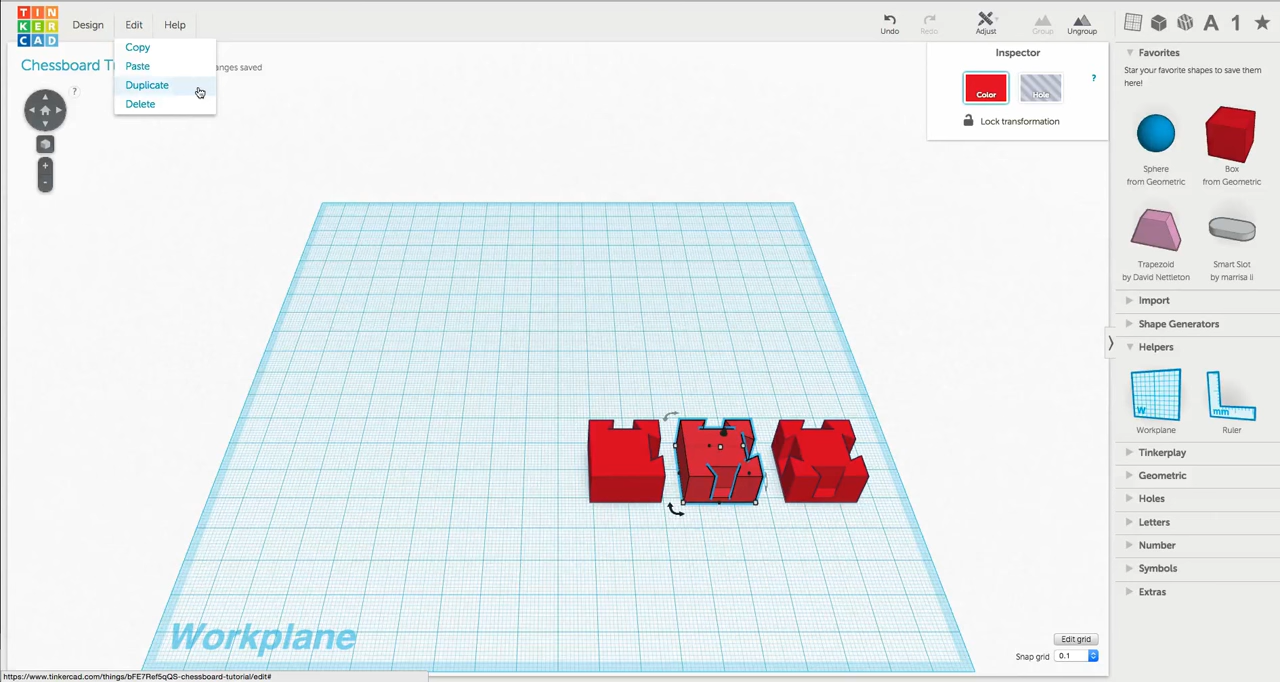 TIN
KER
CAD
Design
Edit
Help
Copy
Paste
Duplicate
Delete
Chessboard T
anges saved
?
+
-
Undo
Redo
Adjust
Group
Ungroup
A
1
Inspector
Color
Hole
?
Lock transformation
Favorites
Star your favorite shapes to save them
here!
Sphere
from Geometric
Box
from Geometric
Trapezoid
by David Nettleton
Smart Slot
by marrisa li
Import
Shape Generators
Helpers
W
mm
Workplane
Ruler
Tinkerplay
Geometric
Holes
Letters
Number
Symbols
Extras
Workplane
Edit grid
Snap grid 0.1
https://www.tinkercad.com/things/bFE7Ref5qQS-chessboard-tutorial/edit#